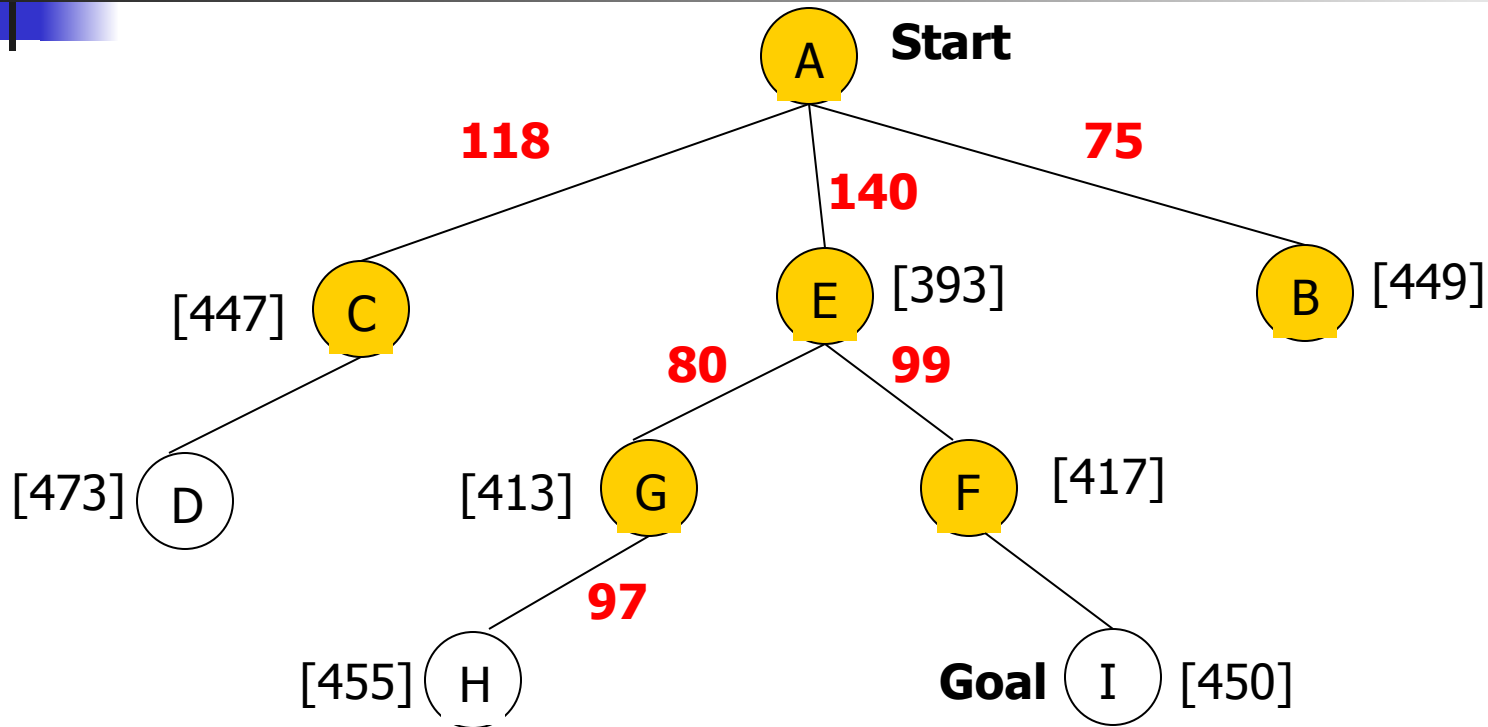 A Start
118 75
140
[447] C E [393] B [449]
80 99
[473] D [413] G F [417]
97
[455] H Goal I [450]